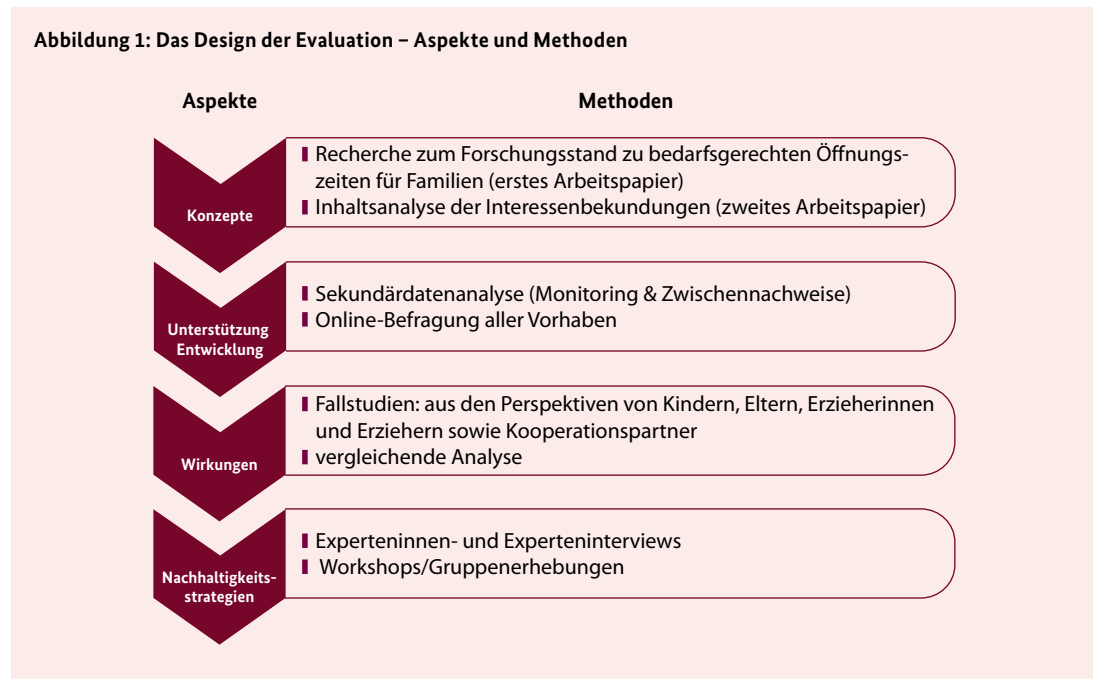 Abbildung 1: Das Design der Evaluation – Aspekte und Methoden
Aspekte
Methoden
Konzepte
Recherche zum Forschungsstand zu bedarfsgerechten Öffnungs-
zeiten für Familien (erstes Arbeitspapier)
Inhaltsanalyse der Interessenbekundungen (zweites Arbeitspapier)
Unterstützung
Entwicklung
Sekundärdatenanalyse (Monitoring & Zwischennachweise)
Online-Befragung aller Vorhaben
Wirkungen
Fallstudien: aus den Perspektiven von Kindern, Eltern, Erzieherinnen
und Erziehern sowie Kooperationspartner
vergleichende Analyse
Nachhaltigkeits-
strategien
Experteninnen- und Experteninterviews
Workshops/Gruppenerhebungen